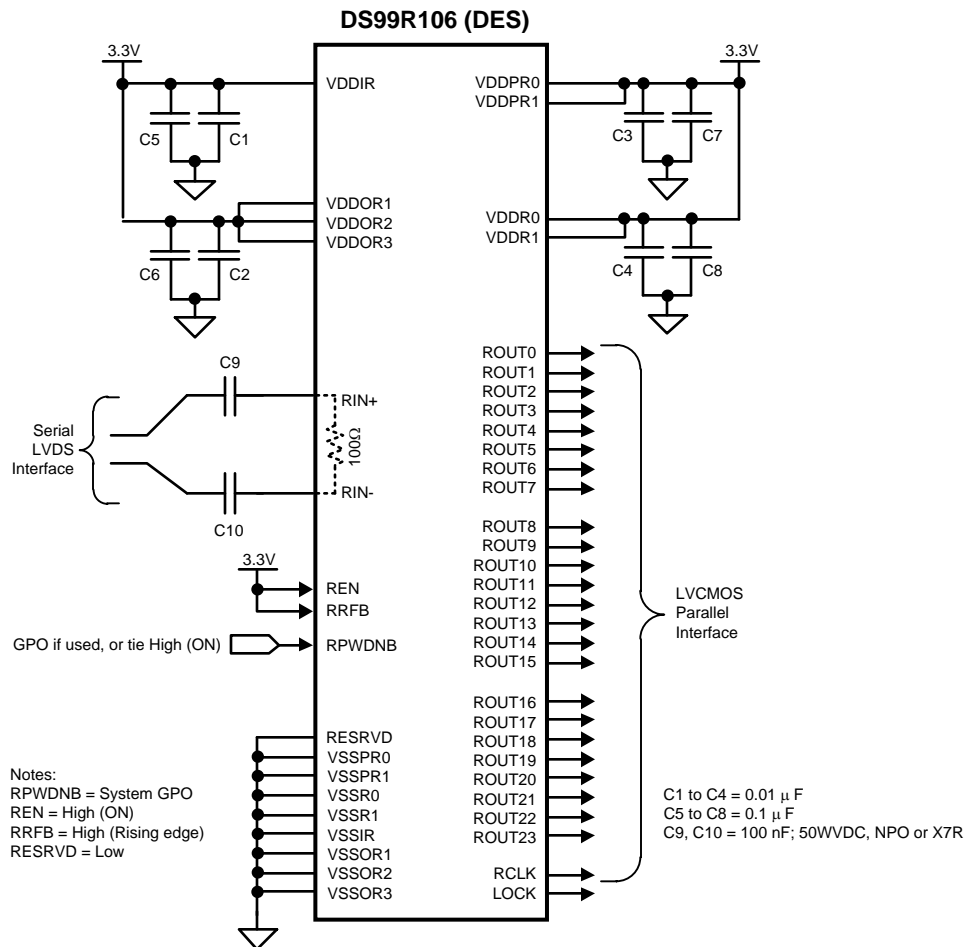 DS99R106 (DES)
3.3V
VDDIR
C5
C1
VDDOR1
VDDOR2
VDDOR3
C6
C2
C9
RIN+
Serial
LVDS
Interface
100Ω
RIN-
C10
3.3V
REN
RRFB
GPO if used, or tie High (ON)
RPWDNB
RESRVD
VSSPR0
VSSPR1
VSSR0
VSSR1
VSSIR
VSSOR1
VSSOR2
VSSOR3
Notes:
RPWDNB = System GPO
REN = High (ON)
RRFB = High (Rising edge)
RESRVD = Low
3.3V
VDDPR0
VDDPR1
C3
C7
VDDR0
VDDR1
C4
C8
ROUT0
ROUT1
ROUT2
ROUT3
ROUT4
ROUT5
ROUT6
ROUT7
ROUT8
ROUT9
ROUT10
ROUT11
ROUT12
ROUT13
ROUT14
ROUT15
ROUT16
ROUT17
ROUT18
ROUT19
ROUT20
ROUT21
ROUT22
ROUT23
RCLK
LOCK
LVCMOS
Parallel
Interface
C1 to C4 = 0.01 μ F
C5 to C8 = 0.1 μ F
C9, C10 = 100 nF; 50WVDC, NPO or X7R